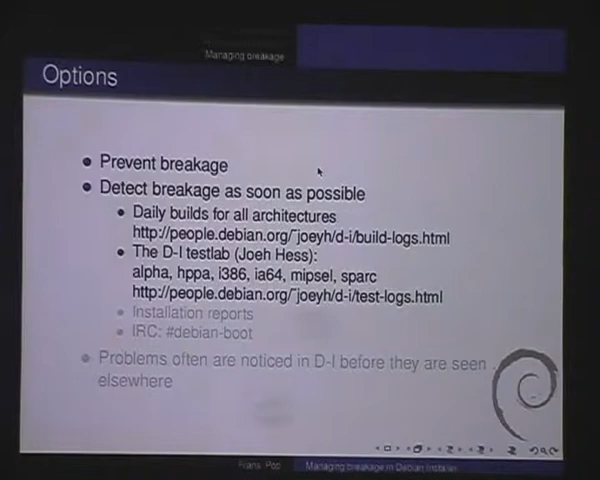 Managing breakage
Options
Prevent breakage
Detect breakage as soon as possible
Daily builds for all architectures
http://people.debian.org/~joeyh/d-i/build-logs.html
The D-I testlab (Joeh Hess):
alpha, hppa, i386, ia64, mipsel, sparc
http://people.debian.org/~joeyh/d-i/test-logs.html
Installation reports
IRC: #debian-boot
Problems often are noticed in D-I before they are seen
elsewhere
Frans Pop
Managing breakage in Debian Installer